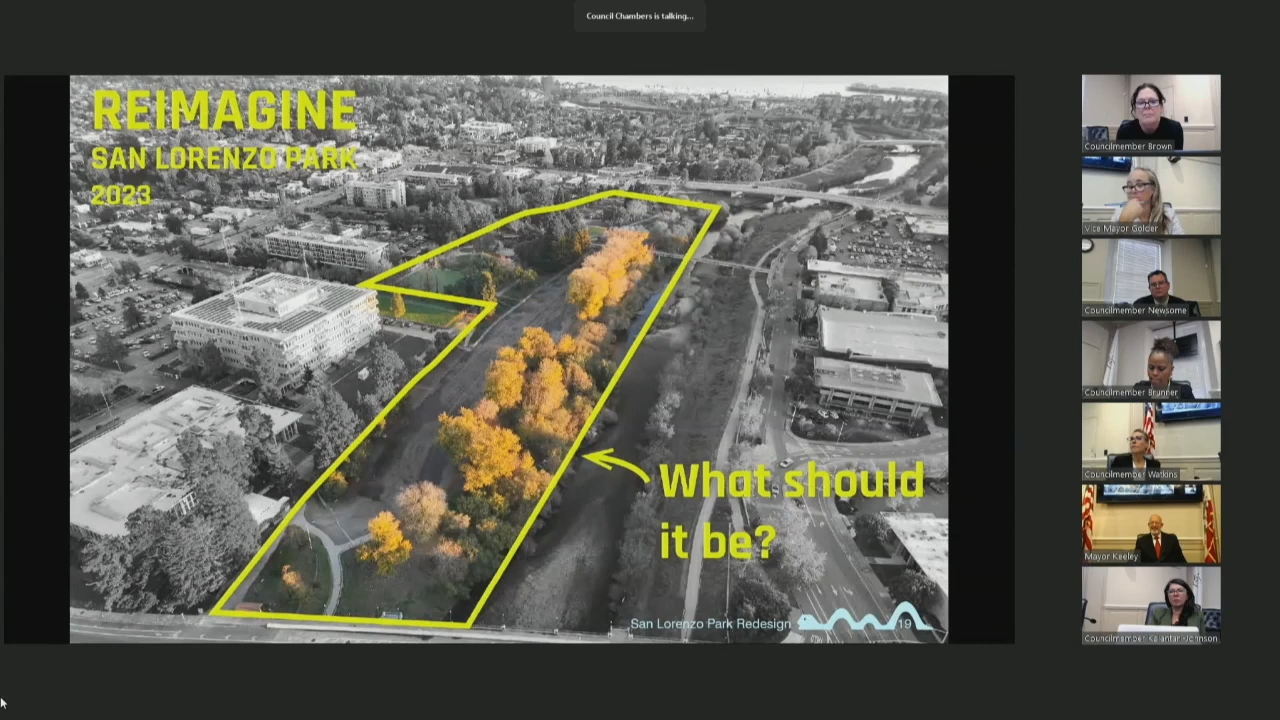 Council Chambers is talking...
REIMAGINE
SAN LORENZO PARK
2023
What should
it be?
San Lorenzo Park Redesign
19
Councilmember Brown
Vice Mayor Golder
Councilmember Newsome
Councilmember Brunner
Councilmember Watkins
Mayor Keeley
Councilmember Kalantari-Johnson